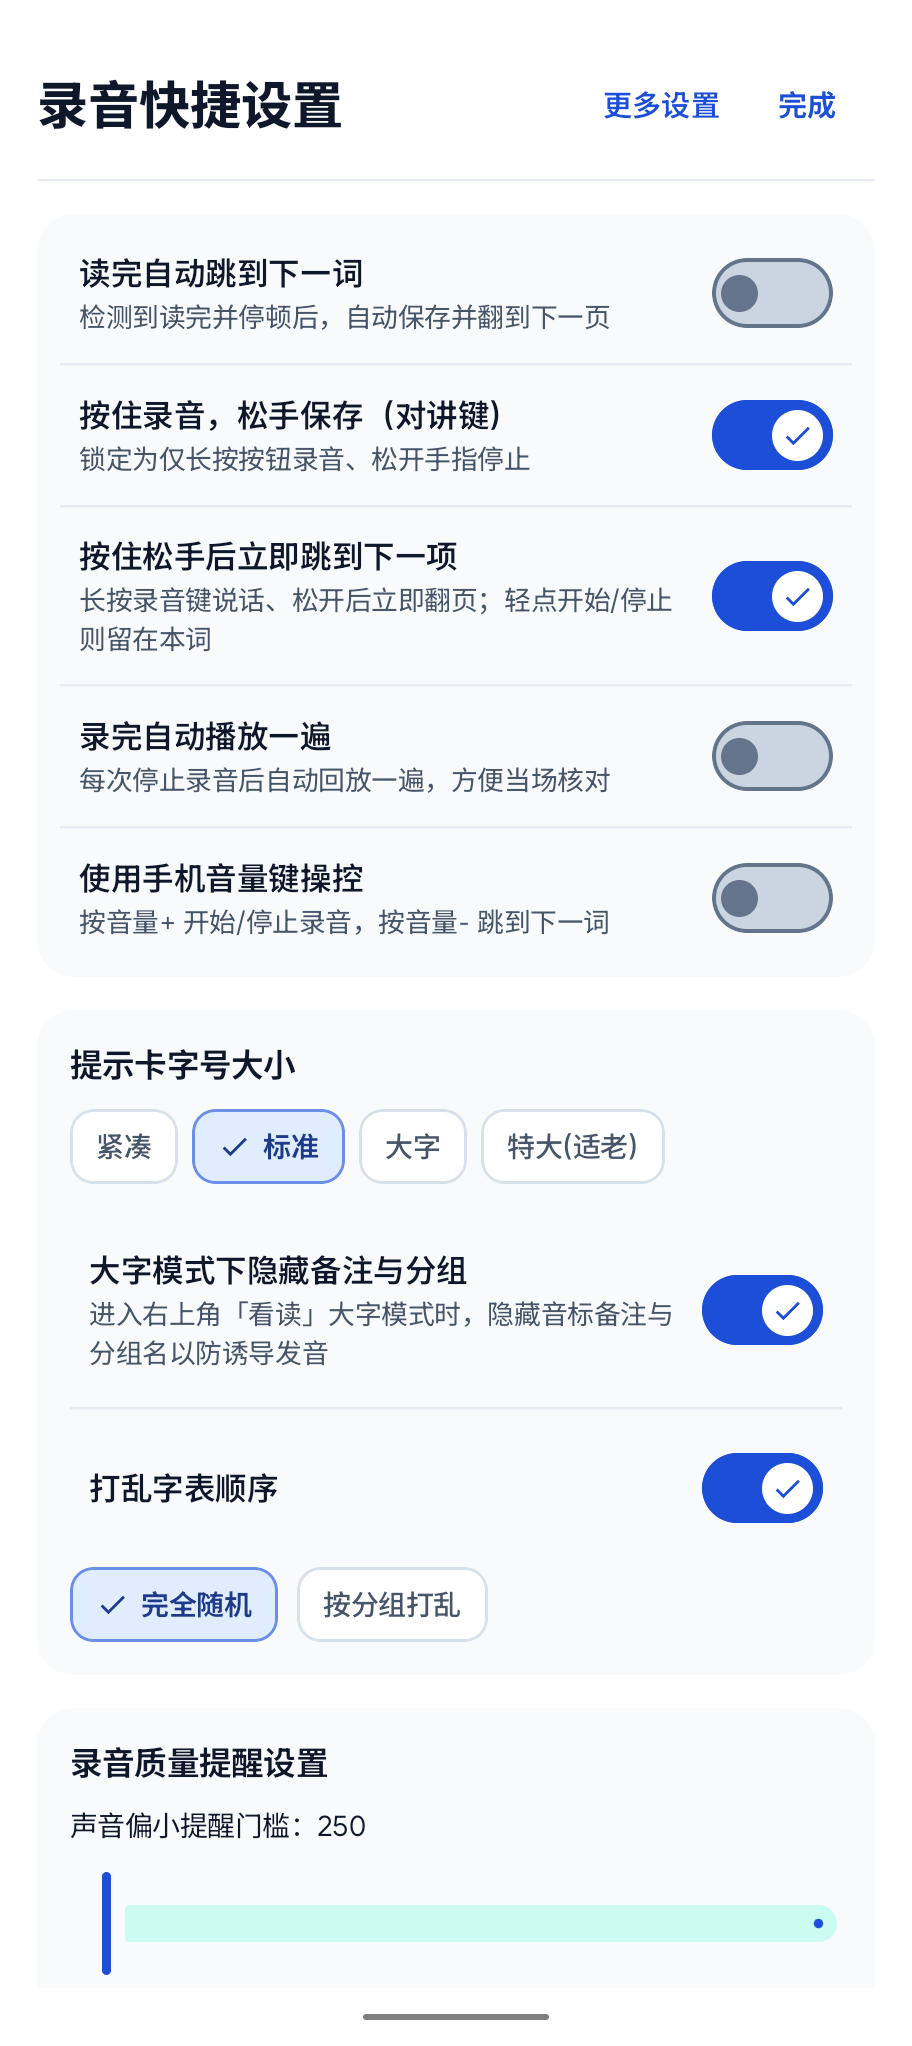 录音快捷设置
更多设置
完成
读完自动跳到下一词
检测到读完并停顿后，自动保存并翻到下一页
按住录音，松手保存（对讲键）
锁定为仅长按按钮录音、松开手指停止
按住松手后立即跳到下一项
长按录音键说话、松开后立即翻页；轻点开始/停止
则留在本词
录完自动播放一遍
每次停止录音后自动回放一遍，方便当场核对
使用手机音量键操控
按音量+ 开始/停止录音，按音量- 跳到下一词
提示卡字号大小
紧凑
标准
大字
特大(适老)
大字模式下隐藏备注与分组
进入右上角「看读」大字模式时，隐藏音标备注与
分组名以防诱导发音
打乱字表顺序
完全随机
按分组打乱
录音质量提醒设置
声音偏小提醒门槛：250